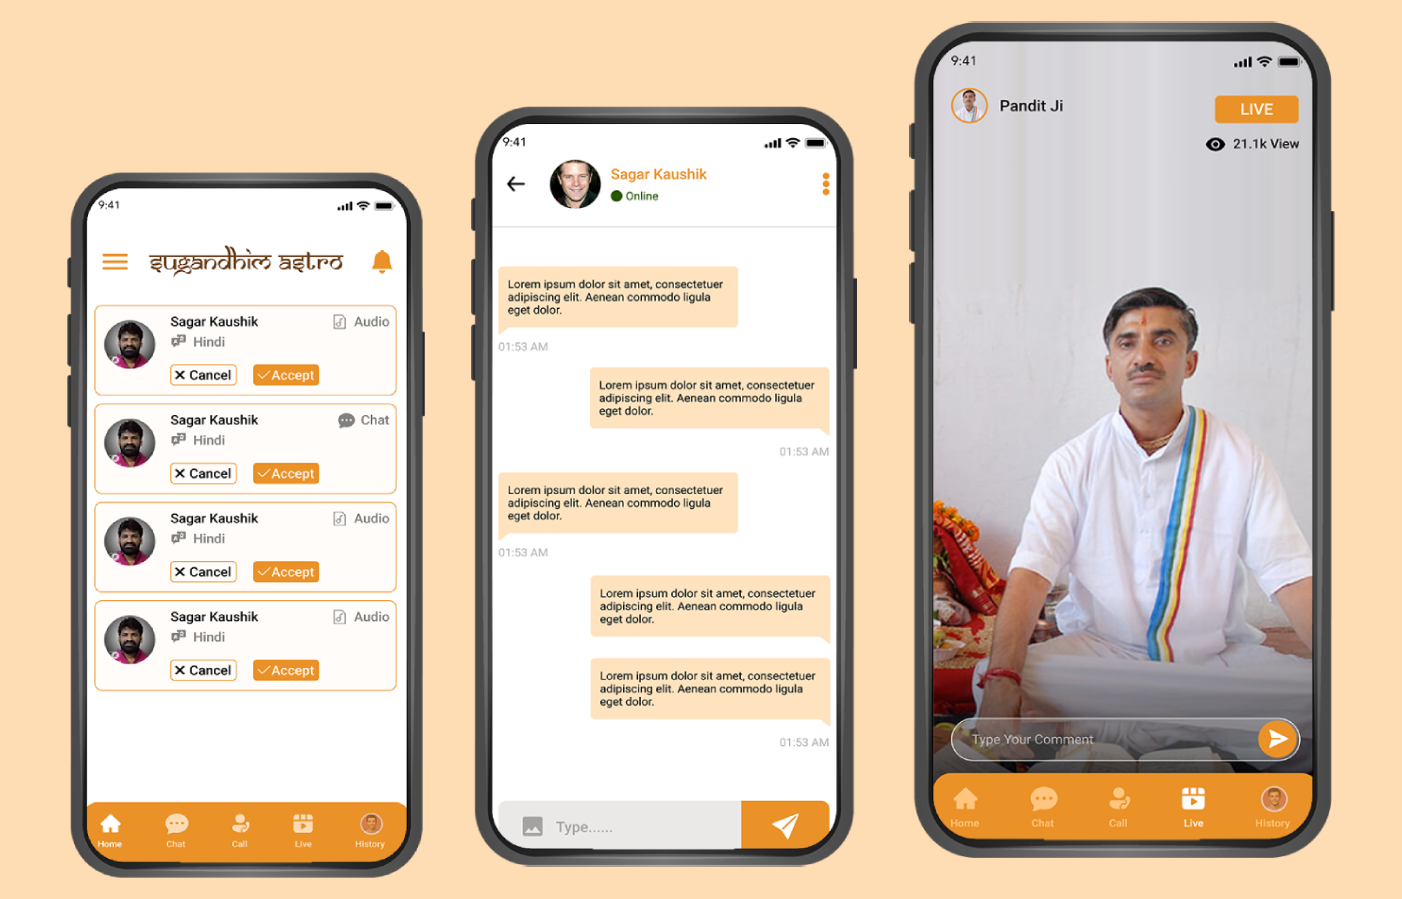 9:41
sugandhim astro
Sagar Kaushik
Audio
Hindi
Cancel
Accept
Sagar Kaushik
Chat
Hindi
Cancel
Accept
Sagar Kaushik
Audio
Hindi
Cancel
Accept
Sagar Kaushik
Audio
Hindi
Cancel
Accept
Home
Chat
Call
Live
History
9:41
Sagar Kaushik
Online
Lorem ipsum dolor sit amet, consectetuer
adipiscing elit. Aenean commodo ligula
eget dolor.
01:53 AM
Lorem ipsum dolor sit amet, consectetuer
adipiscing elit. Aenean commodo ligula
eget dolor.
01:53 AM
Lorem ipsum dolor sit amet, consectetuer
adipiscing elit. Aenean commodo ligula
eget dolor.
01:53 AM
Lorem ipsum dolor sit amet, consectetuer
adipiscing elit. Aenean commodo ligula
eget dolor.
Lorem ipsum dolor sit amet, consectetuer
adipiscing elit. Aenean commodo ligula
eget dolor.
01:53 AM
Type......
9:41
Pandit Ji
LIVE
21.1k View
Type Your Comment
Home
Chat
Call
Live
History